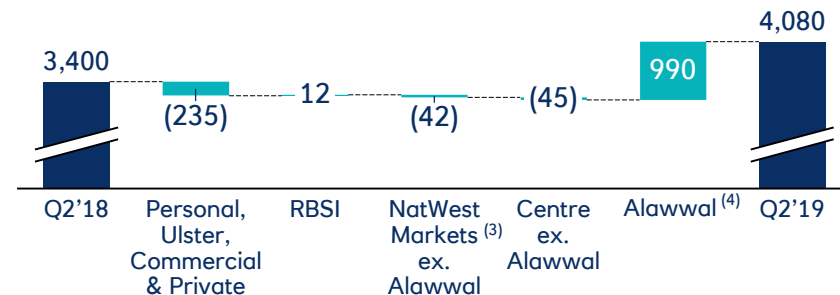 3,400
(235)
12
(42)
(45)
990
4,080
Q2'18
Personal,
Ulster,
Commercial
& Private
RBSI
NatWest
Markets (3)
ex.
Alawwal
Centre
ex.
Alawwal
Alawwal (4)
Q2'19